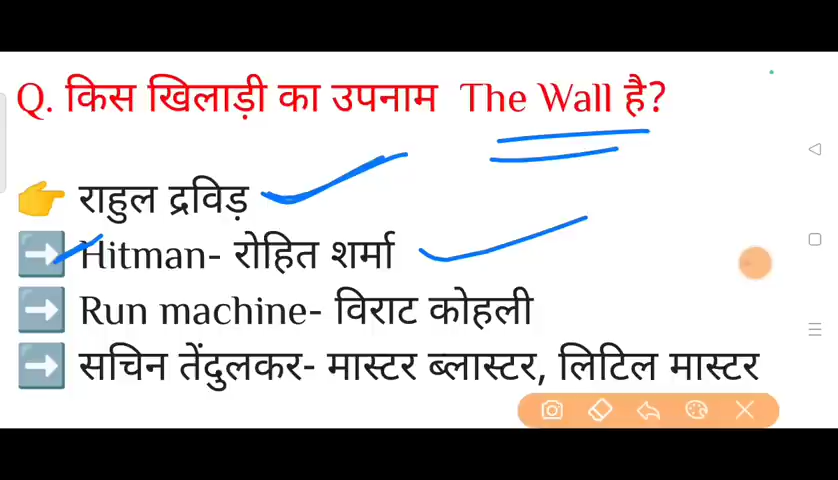 Q. किस खिलाड़ी का उपनाम The Wall है?
👉 राहुल द्रविड़
➡️ Hitman- रोहित शर्मा
➡️ Run machine- विराट कोहली
➡️ सचिन तेंदुलकर- मास्टर ब्लास्टर, लिटिल मास्टर